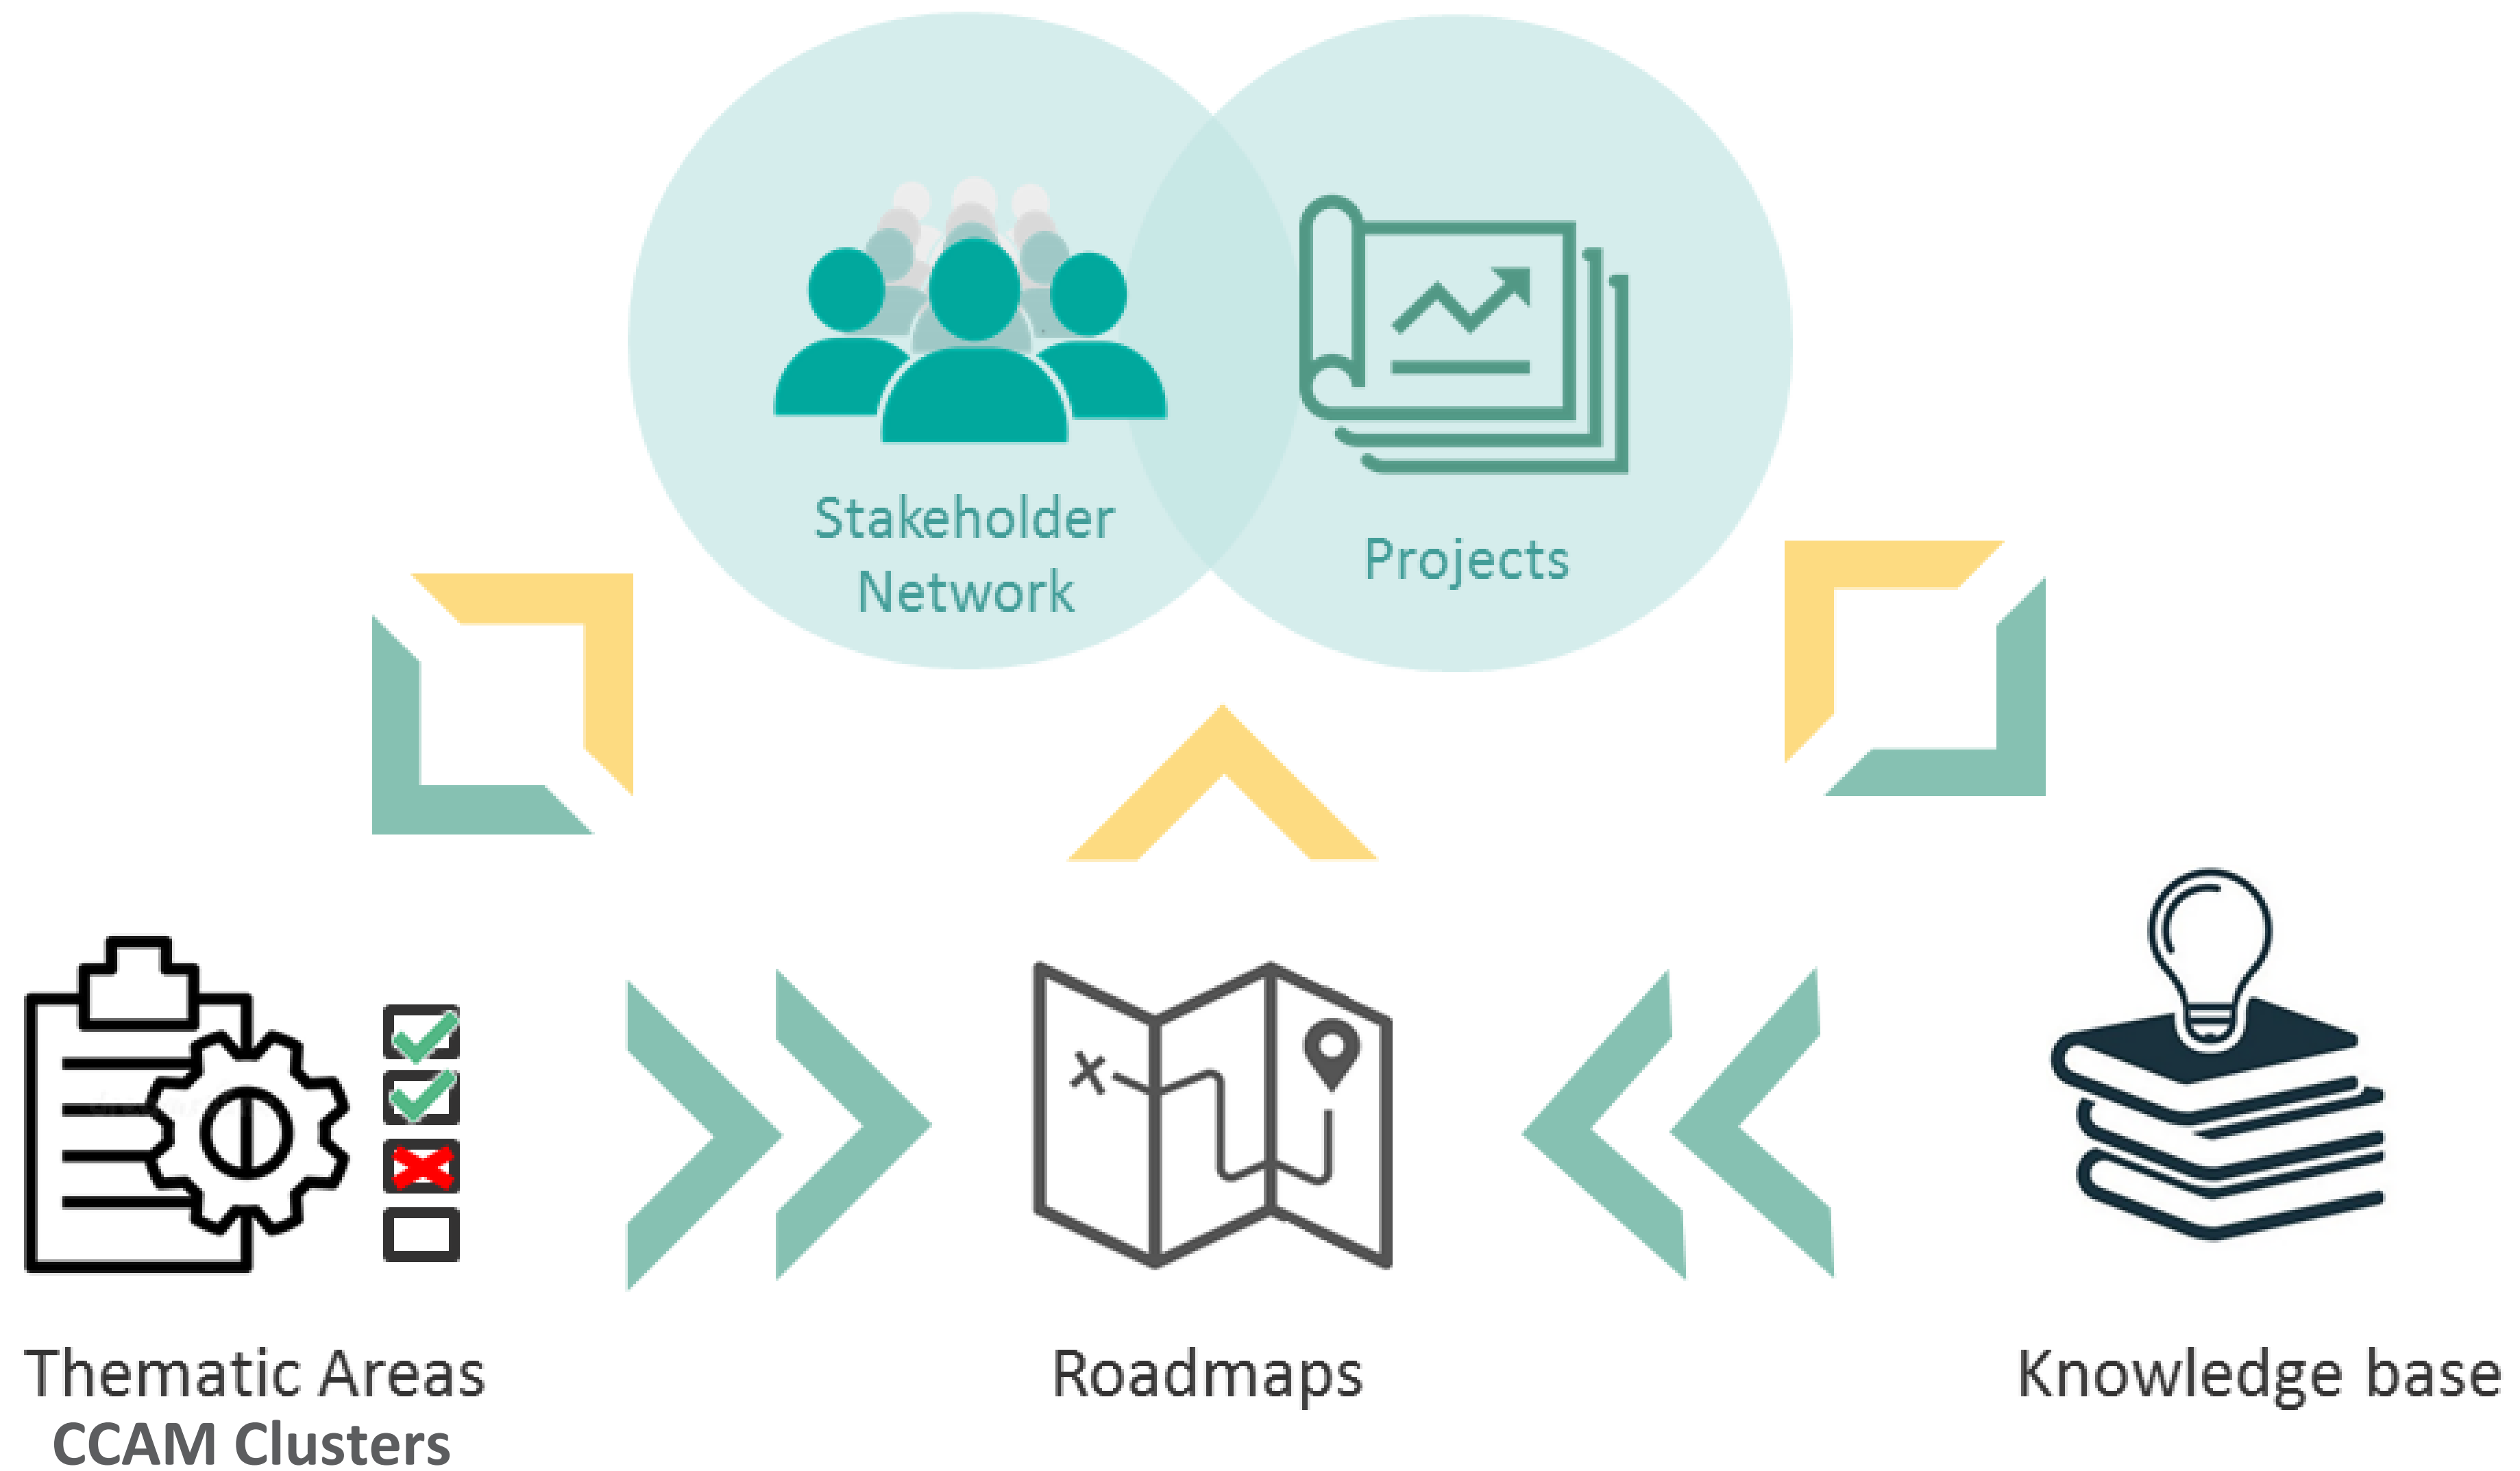 Stakeholder
Network
Projects
Thematic Areas
CCAM Clusters
Roadmaps
Knowledge base